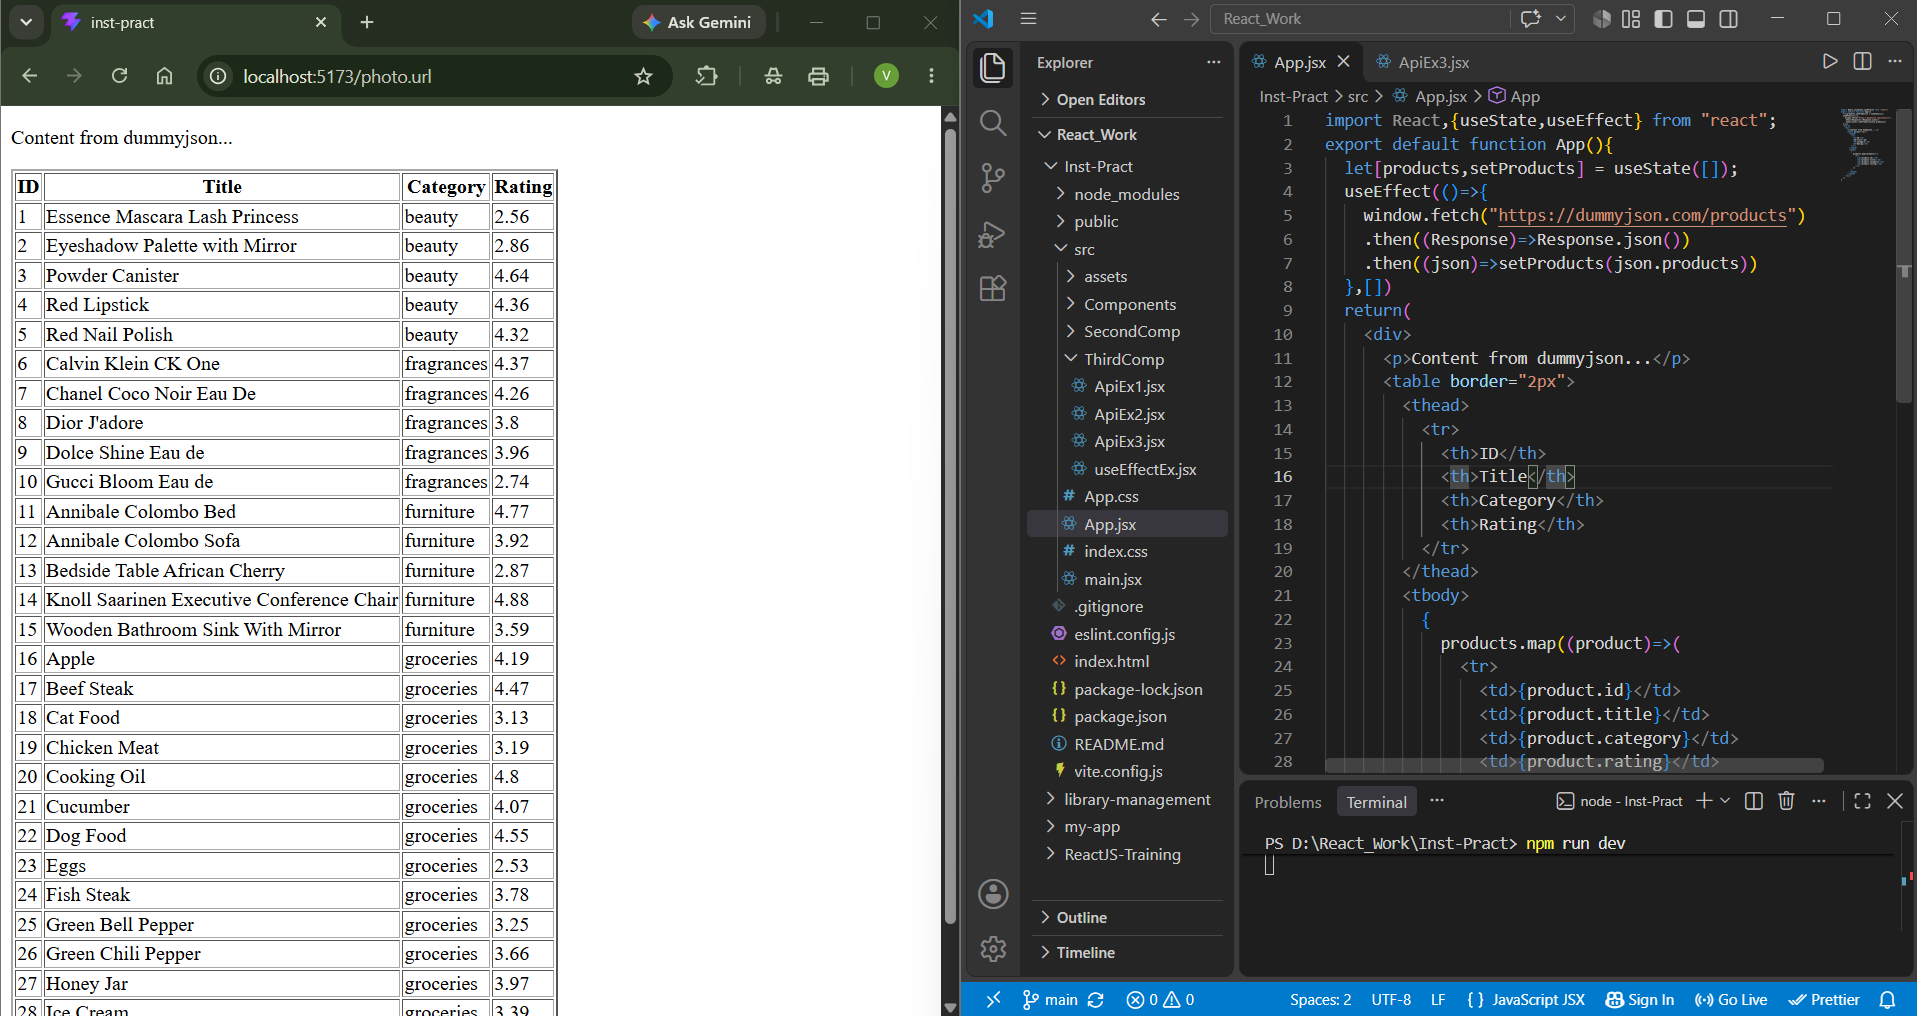 inst-pract
Ask Gemini
localhost:5173/photo.url
V
Content from dummyjson...
ID Title Category Rating
1 Essence Mascara Lash Princess beauty 2.56
2 Eyeshadow Palette with Mirror beauty 2.86
3 Powder Canister beauty 4.64
4 Red Lipstick beauty 4.36
5 Red Nail Polish beauty 4.32
6 Calvin Klein CK One fragrances 4.37
7 Chanel Coco Noir Eau De fragrances 4.26
8 Dior J'adore fragrances 3.8
9 Dolce Shine Eau de fragrances 3.96
10 Gucci Bloom Eau de fragrances 2.74
11 Annibale Colombo Bed furniture 4.77
12 Annibale Colombo Sofa furniture 3.92
13 Bedside Table African Cherry furniture 2.87
14 Knoll Saarinen Executive Conference Chair furniture 4.88
15 Wooden Bathroom Sink With Mirror furniture 3.59
16 Apple groceries 4.19
17 Beef Steak groceries 4.47
18 Cat Food groceries 3.13
19 Chicken Meat groceries 3.19
20 Cooking Oil groceries 4.8
21 Cucumber groceries 4.07
22 Dog Food groceries 4.55
23 Eggs groceries 2.53
24 Fish Steak groceries 3.78
25 Green Bell Pepper groceries 3.25
26 Green Chili Pepper groceries 3.66
27 Honey Jar groceries 3.97
28 Ice Cream groceries 3.39
React_Work
Explorer
Open Editors
React_Work
Inst-Pract
node_modules
public
src
assets
Components
SecondComp
ThirdComp
ApiEx1.jsx
ApiEx2.jsx
ApiEx3.jsx
useEffectEx.jsx
# App.css
App.jsx
# index.css
main.jsx
.gitignore
eslint.config.js
<> index.html
{} package-lock.json
{} package.json
README.md
vite.config.js
library-management
my-app
ReactJS-Training
Outline
Timeline
App.jsx ApiEx3.jsx
Inst-Pract > src > App.jsx > App
1 import React,{useState,useEffect} from "react";
2 export default function App(){
3 let[products,setProducts] = useState([]);
4 useEffect(()=>{
5 window.fetch("https://dummyjson.com/products")
6 .then((Response)=>Response.json())
7 .then((json)=>setProducts(json.products))
8 },[])
9 return(
10 <div>
11 <p>Content from dummyjson...</p>
12 <table border="2px">
13 <thead>
14 <tr>
15 <th>ID</th>
16 <th>Title</th>
17 <th>Category</th>
18 <th>Rating</th>
19 </tr>
20 </thead>
21 <tbody>
22 {
23 products.map((product)=>(
24 <tr>
25 <td>{product.id}</td>
26 <td>{product.title}</td>
27 <td>{product.category}</td>
28 <td>{product.rating}</td>
Problems Terminal ... node - Inst-Pract
PS D:\React_Work\Inst-Pract> npm run dev
main 0 0 Spaces: 2 UTF-8 LF {} JavaScript JSX Sign In Go Live Prettier